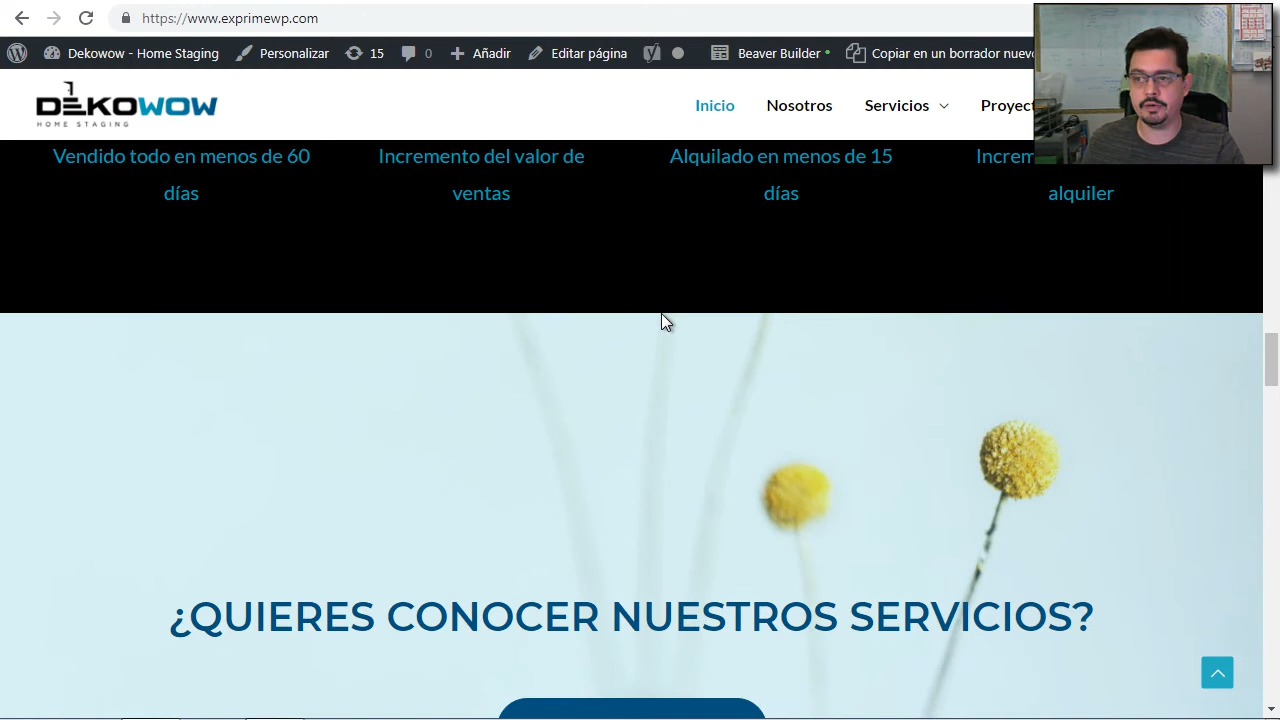 https://www.exprimewp.com
Dekowow - Home Staging Personalizar 15 0 Añadir Editar página Beaver Builder Copiar en un borrador nuevo
DEKOWOW
HOME STAGING
Inicio Nosotros Servicios
Vendido todo en menos de 60 días
Incremento del valor de ventas
Alquilado en menos de 15 días
alquiler
¿QUIERES CONOCER NUESTROS SERVICIOS?